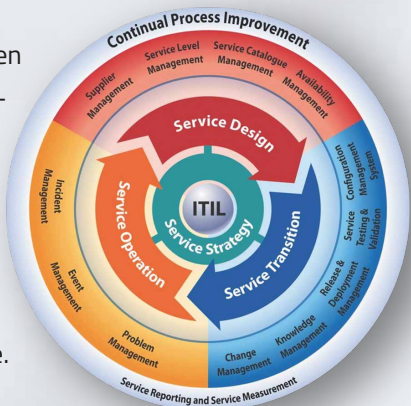 en
-
e.
Continual Process Improvement
Supplier
Management
Service Level
Management
Service Catalogue
Management
Availability
Management
System
Configuration
Management
Service
Testing &
Validation
Release &
Deployment
Management
Knowledge
Management
Change
Management
Problem
Management
Event
Management
Incident
Management
Service Design
Service Transition
Service Operation
Service Strategy
ITIL
Service Reporting and Service Measurement